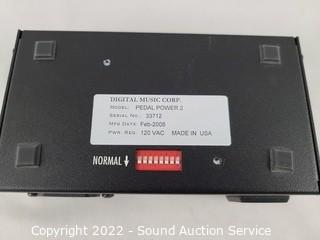 DIGITAL MUSIC CORP.
MODEL: PEDAL POWER 2
SERIAL NO.: 33712
MFG DATE: Feb-2008
PWR. REQ: 120 VAC MADE IN USA
NORMAL ↓
Copyright - 2022 - Sound Auction Service